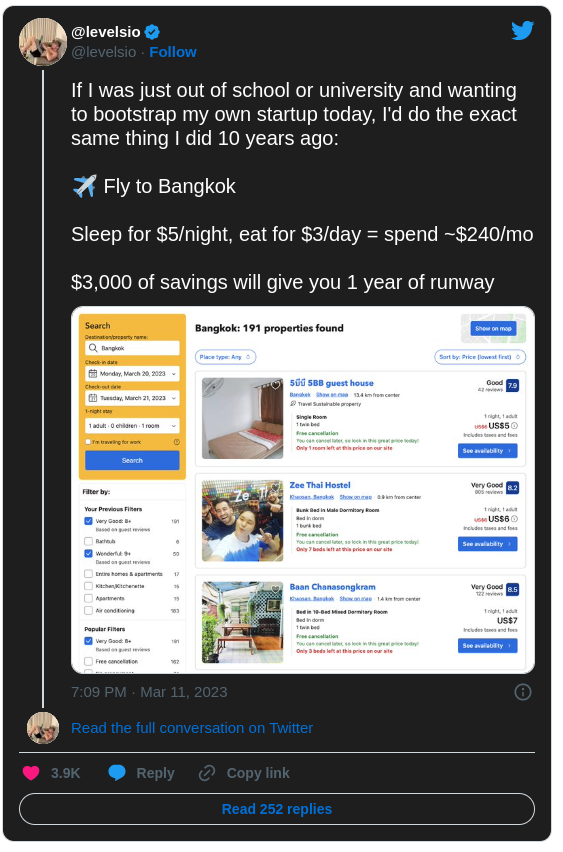 @levelsio
@levelsio · Follow
If I was just out of school or university and wanting
to bootstrap my own startup today, I'd do the exact
same thing I did 10 years ago:
✈️ Fly to Bangkok
Sleep for $5/night, eat for $3/day = spend ~$240/mo
$3,000 of savings will give you 1 year of runway
Search
Destination/property name:
Bangkok
Check-in date
Monday, March 20, 2023
Check-out date
Tuesday, March 21, 2023
1-night stay
1 adult · 0 children · 1 room
I'm traveling for work
Search
Filter by:
Your Previous Filters
Very Good: 8+ 191
Based on guest reviews
Bathtub 6
Wonderful: 9+ 50
Based on guest reviews
Entire homes & apartments 17
Kitchen/Kitchenette 16
Apartments 15
Air conditioning 163
Popular Filters
Very Good: 8+ 191
Based on guest reviews
Free cancellation 162
Bangkok: 191 properties found
Show on map
Place type: Any
Sort by: Price (lowest first)
5บีบี 5BB guest house
Good 7.9
42 reviews
Bangkok Show on map 13.4 km from center
Travel Sustainable property
Single Room
1 twin bed
Free cancellation
You can cancel later, so lock in this great price today!
Only 1 room left at this price on our site
1 night, 1 adult
US$6 US$5
Includes taxes and fees
See availability
Zee Thai Hostel
Very Good 8.2
805 reviews
Khaosan, Bangkok Show on map 0.9 km from center
Bunk Bed in Male Dormitory Room
Bed in dorm
1 bunk bed
Free cancellation
You can cancel later, so lock in this great price today!
Only 7 beds left at this price on our site
1 night, 1 adult
US$6
Includes taxes and fees
See availability
Baan Chanasongkram
Very Good 8.5
122 reviews
Khaosan, Bangkok Show on map 1.4 km from center
Bed in 10-Bed Mixed Dormitory Room
Bed in dorm
1 twin bed
Free cancellation
You can cancel later, so lock in this great price today!
Only 3 beds left at this price on our site
1 night, 1 adult
US$7
Includes taxes and fees
See availability
7:09 PM · Mar 11, 2023
Read the full conversation on Twitter
3.9K Reply Copy link
Read 252 replies